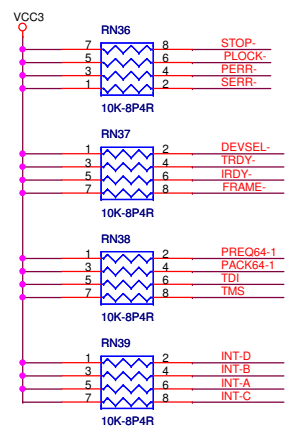 VCC3
RN36
7 8 STOP-
5 6 PLOCK-
3 4 PERR-
1 2 SERR-
10K-8P4R
RN37
1 2 DEVSEL-
3 4 TRDY-
5 6 IRDY-
7 8 FRAME-
10K-8P4R
RN38
1 2 PREQ64-1
3 4 PACK64-1
5 6 TDI
7 8 TMS
10K-8P4R
RN39
1 2 INT-D
3 4 INT-B
5 6 INT-A
7 8 INT-C
10K-8P4R